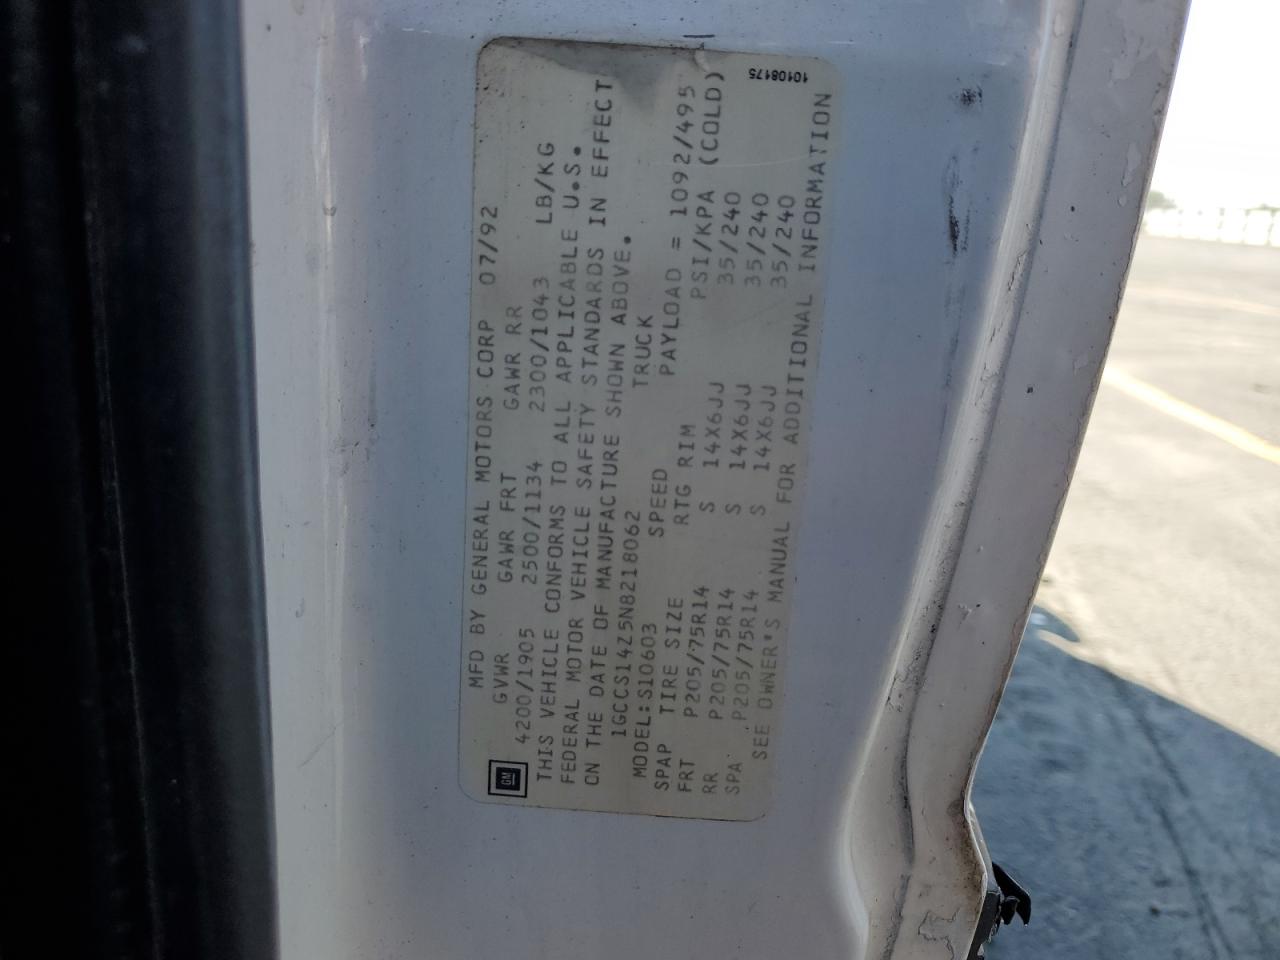 MFD BY GENERAL MOTORS CORP 07/92
GVWR GAWR FRT GAWR RR
GM
4200/1905 2500/1134 2300/1043 LB/KG
THIS VEHICLE CONFORMS TO ALL APPLICABLE U.S.
FEDERAL MOTOR VEHICLE SAFETY STANDARDS IN EFFECT
ON THE DATE OF MANUFACTURE SHOWN ABOVE.
1GCCS14Z5N8218062 TRUCK
MODEL:S10603
SPAP SPEED PAYLOAD = 1092/495
TIRE SIZE RTG RIM PSI/KPA (COLD)
FRT P205/75R14 S 14X6JJ 35/240
RR P205/75R14 S 14X6JJ 35/240
SPA P205/75R14 S 14X6JJ 35/240
SEE OWNER'S MANUAL FOR ADDITIONAL INFORMATION
10108175